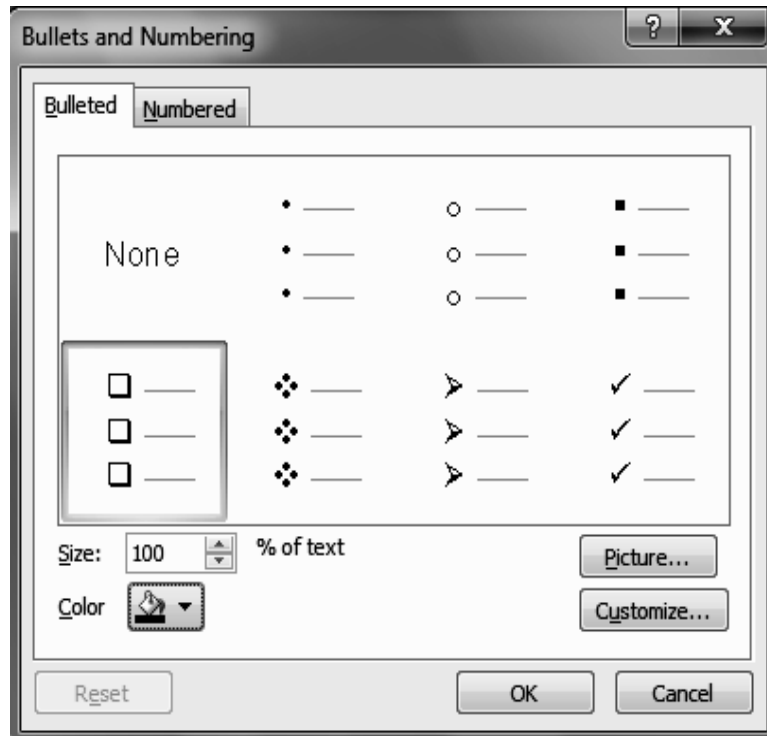 Bullets and Numbering
Bulleted Numbered
None
Size: 100 % of text
Picture...
Color
Customize...
Reset OK Cancel